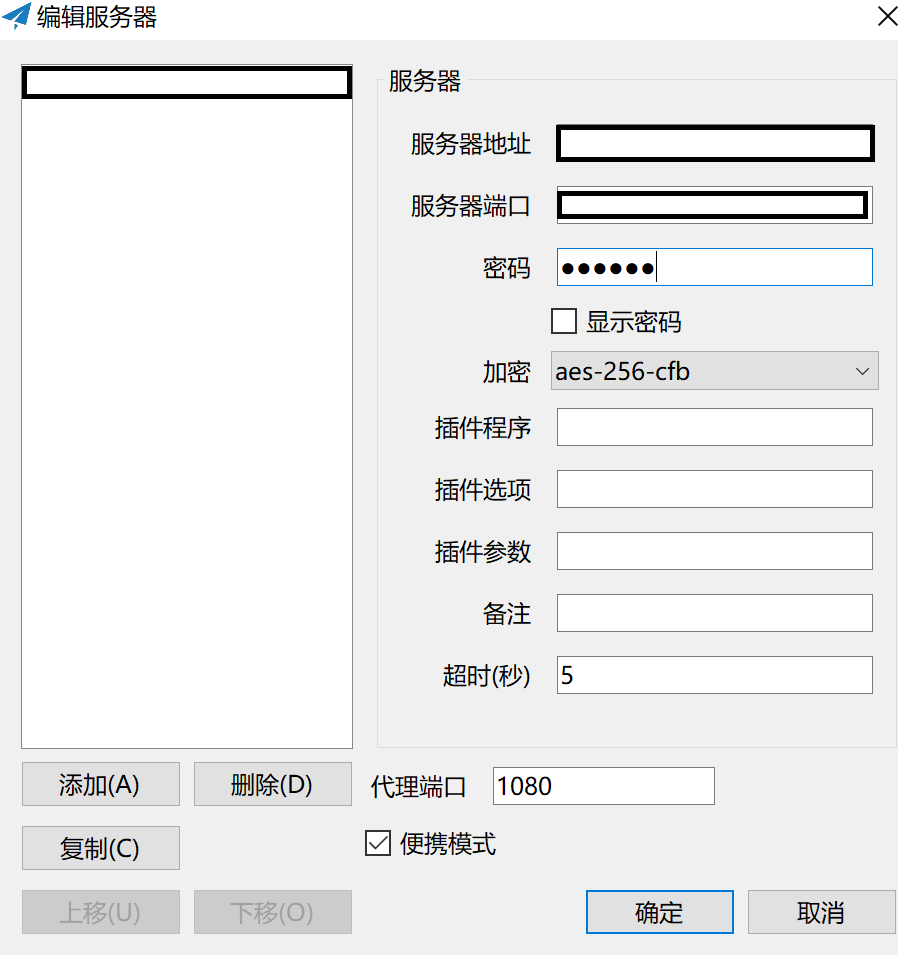 编辑服务器
服务器
服务器地址
服务器端口
密码 ●●●●●●
显示密码
加密 aes-256-cfb
插件程序
插件选项
插件参数
备注
超时(秒) 5
添加(A) 删除(D) 代理端口 1080
复制(C) 便携模式
上移(U) 下移(O) 确定 取消